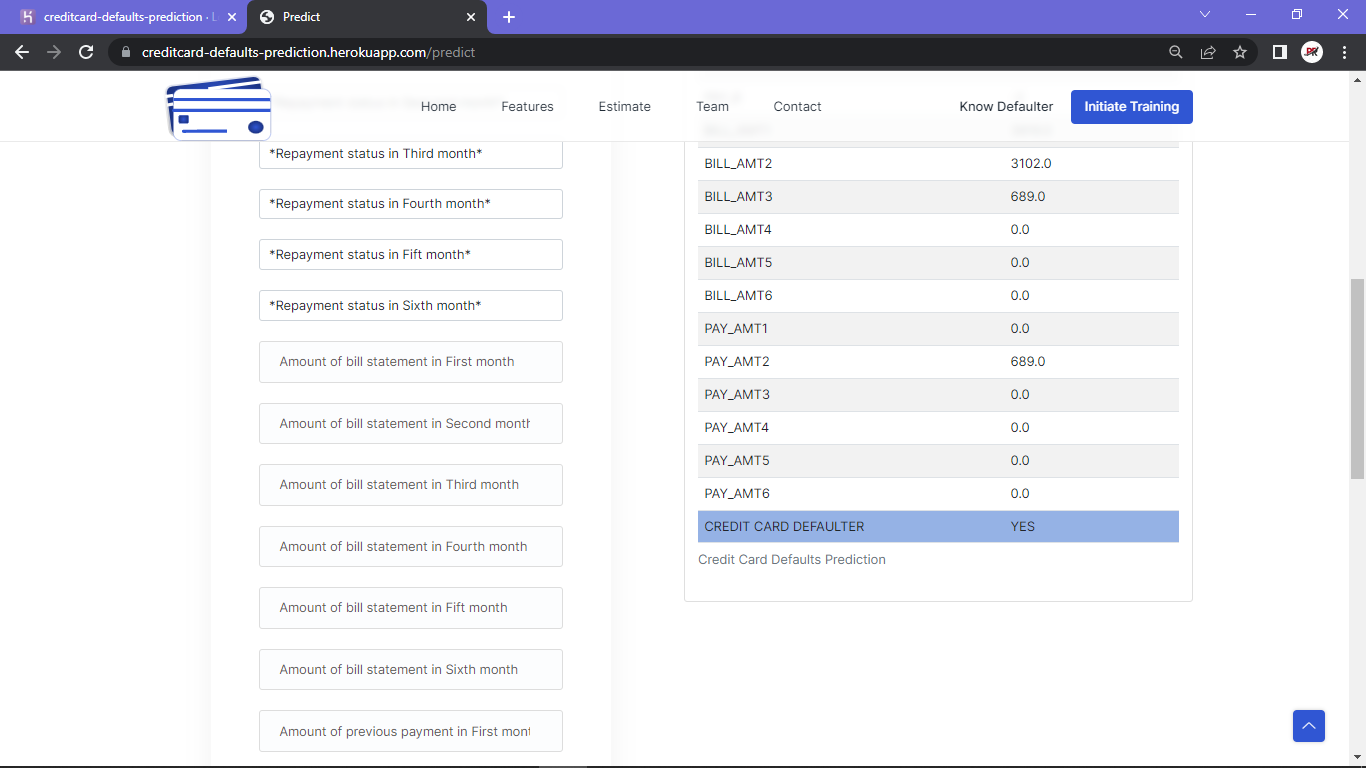 creditcard-defaults-prediction ·
Predict
creditcard-defaults-prediction.herokuapp.com/predict
Home
Features
Estimate
Team
Contact
Know Defaulter
Initiate Training
*Repayment status in Third month*
*Repayment status in Fourth month*
*Repayment status in Fift month*
*Repayment status in Sixth month*
Amount of bill statement in First month
Amount of bill statement in Second month
Amount of bill statement in Third month
Amount of bill statement in Fourth month
Amount of bill statement in Fift month
Amount of bill statement in Sixth month
Amount of previous payment in First mont
BILL_AMT2 3102.0
BILL_AMT3 689.0
BILL_AMT4 0.0
BILL_AMT5 0.0
BILL_AMT6 0.0
PAY_AMT1 0.0
PAY_AMT2 689.0
PAY_AMT3 0.0
PAY_AMT4 0.0
PAY_AMT5 0.0
PAY_AMT6 0.0
CREDIT CARD DEFAULTER YES
Credit Card Defaults Prediction